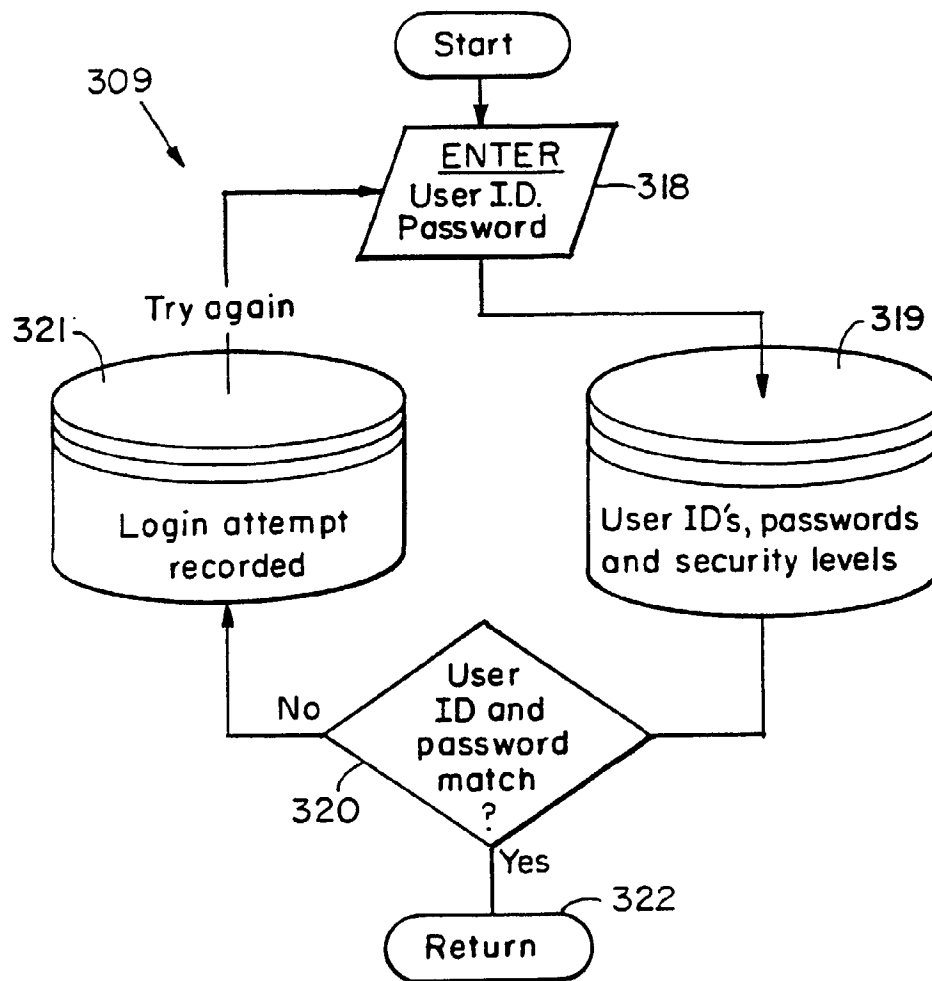 Start
309
ENTER
User I.D.
Password
318
Try again
321
319
Login attempt
recorded
User ID's, passwords
and security levels
No
User
ID and
password
match
?
320
Yes
322
Return